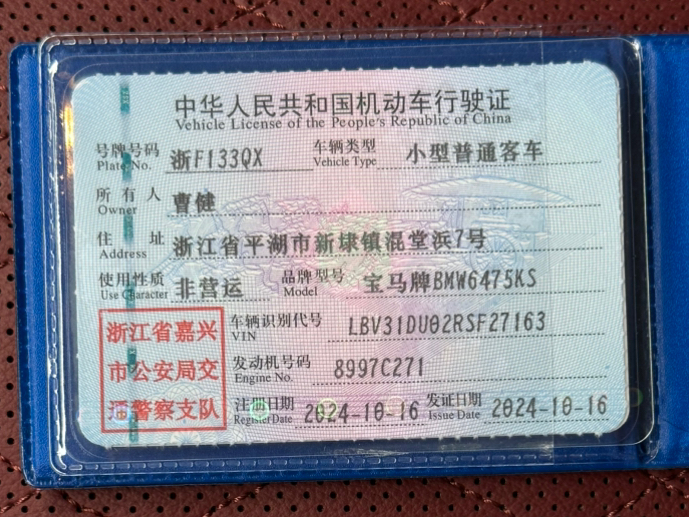 中华人民共和国机动车行驶证
Vehicle License of the People's Republic of China
号牌号码 浙F133QX 车辆类型 小型普通客车
Plate No. Vehicle Type
所有人 曹健
Owner
住址 浙江省平湖市新埭镇混堂浜7号
Address
使用性质 非营运 品牌型号 宝马牌BMW6475KS
Use Character Model
浙江省嘉兴
市公安局交
通警察支队
车辆识别代号 LBV31DU02RSF27163
VIN
发动机号码 8997C271
Engine No.
注册日期 2024-10-16 发证日期 2024-10-16
Register Date Issue Date